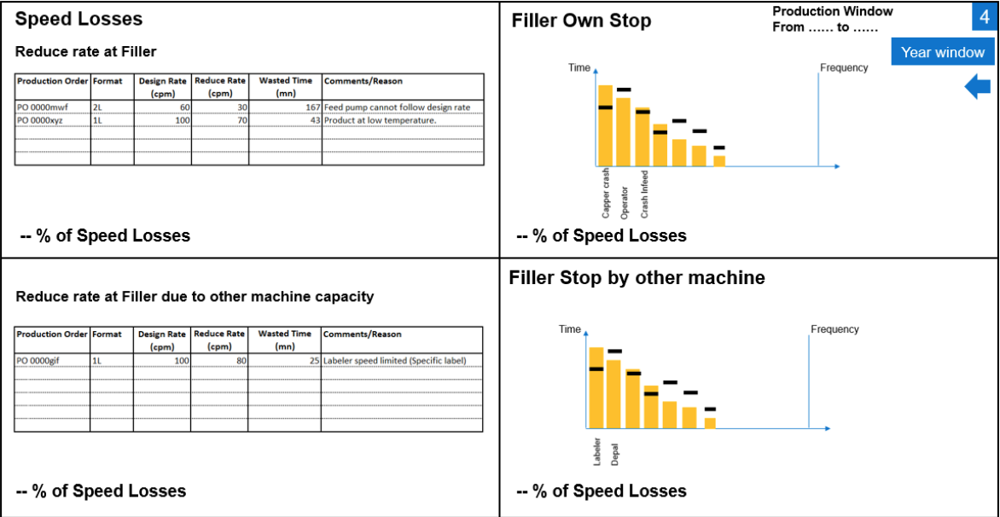 Speed Losses
Reduce rate at Filler
Production Order Format Design Rate (cpm) Reduce Rate (cpm) Wasted Time (mn) Comments/Reason
PO 0000mwf 2L 60 30 167 Feed pump cannot follow design rate
PO 0000xyz 1L 100 70 43 Product at low temperature.
-- % of Speed Losses
Filler Own Stop
Production Window
From ...... to ......
4
Year window
Time
Frequency
Capper crash
Operator
Crash Infeed
-- % of Speed Losses
Reduce rate at Filler due to other machine capacity
Production Order Format Design Rate (cpm) Reduce Rate (cpm) Wasted Time (mn) Comments/Reason
PO 0000gif 1L 100 80 25 Labeler speed limited (Specific label)
-- % of Speed Losses
Filler Stop by other machine
Time
Frequency
Labeler
Depal
-- % of Speed Losses